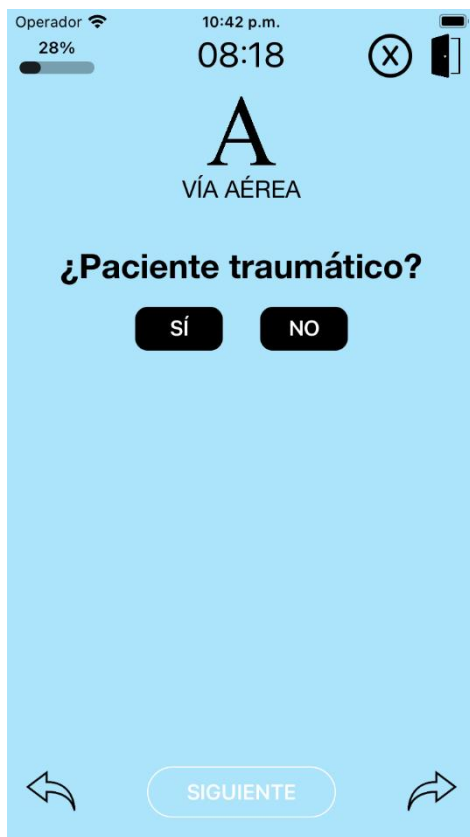 Operador 10:42 p.m.
28% 08:18 X
A
VÍA AÉREA
¿Paciente traumático?
SÍ NO
SIGUIENTE